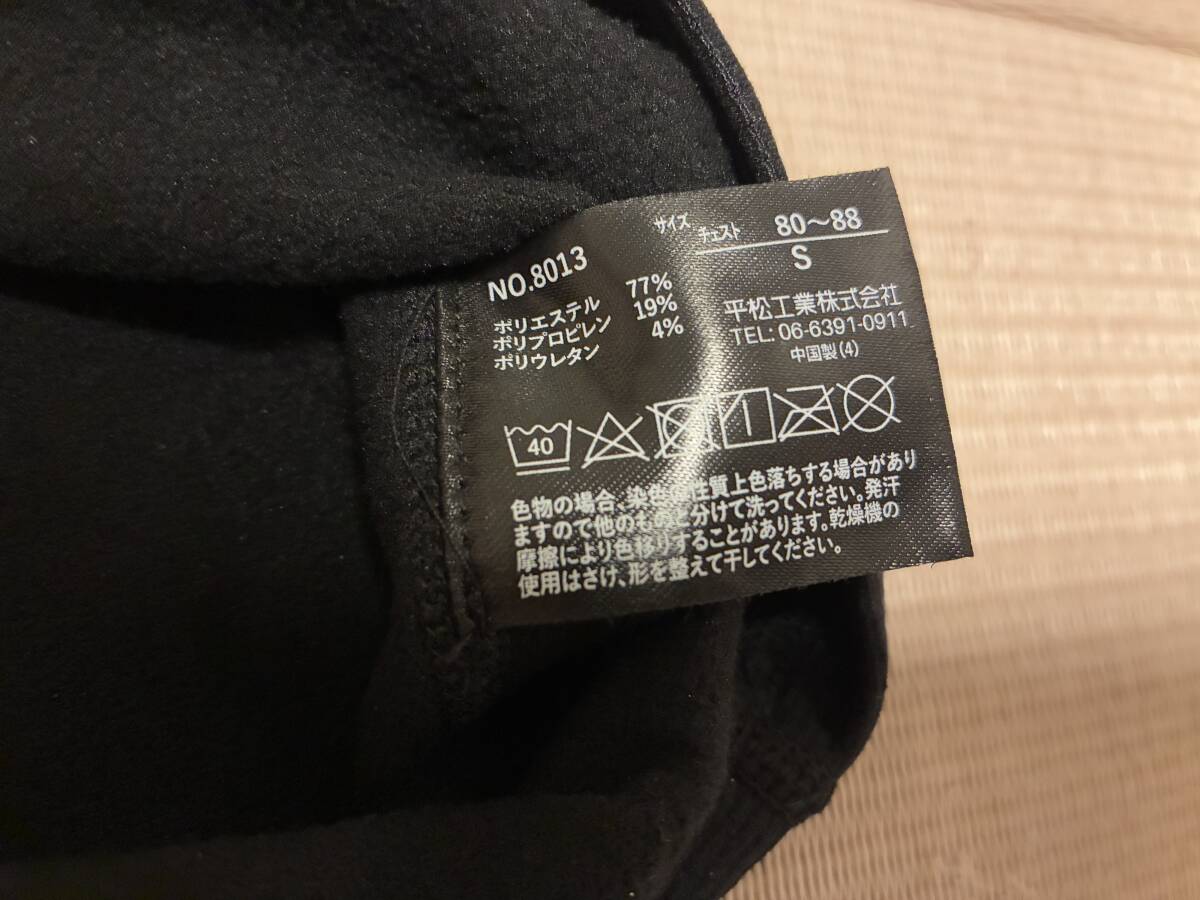 NO.8013
サイズ チェスト 80～88
S
ポリエステル 77%
ポリプロピレン 19%
ポリウレタン 4%
平松工業株式会社
TEL: 06-6391-0911
中国製(4)
40
色物の場合、染色の性質上色落ちする場合があり
ますので他のものと分けて洗ってください。発汗
摩擦により色移りすることがあります。乾燥機の
使用はさけ、形を整えて干してください。